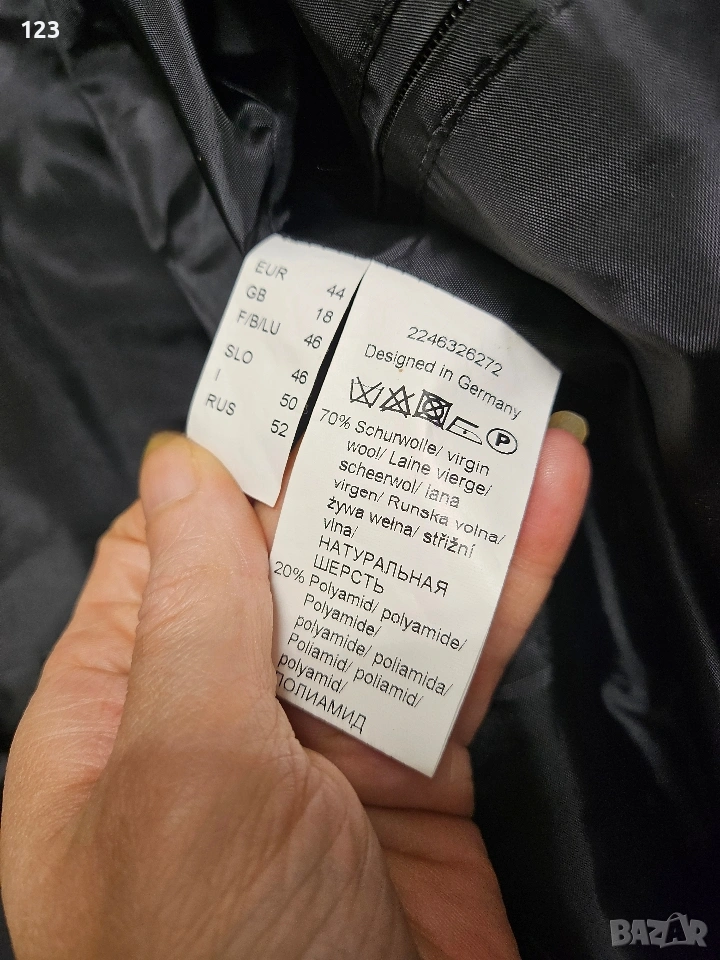 123
EUR 44
GB 18
F/B/LU 46
SLO 46
I 50
RUS 52
2246326272
Designed in Germany
P
70% Schurwolle/ virgin
wool/ Laine vierge/
scheerwol/ lana
virgen/ Runska volna/
żywa wełna/ střižní
vlna/
НАТУРАЛЬНАЯ
ШЕРСТЬ
20% Polyamid/ polyamide/
Polyamide/
polyamide/ poliamida/
Poliamid/ poliamid/
polyamid/
ПОЛИАМИД
BAZAR